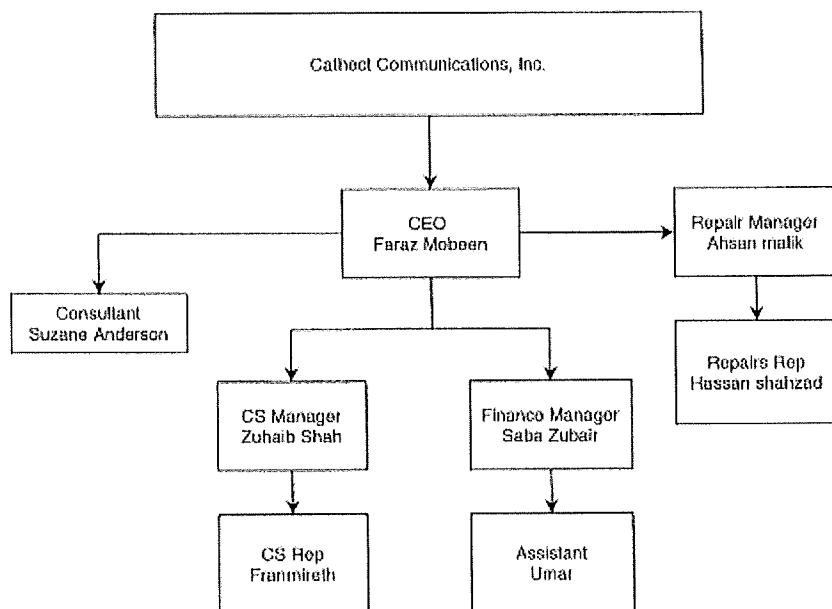 Cathect Communications, Inc.
CEO
Faraz Mobeen
Repair Manager
Ahsan malik
Consultant
Suzane Anderson
Repairs Rep
Hassan shahzad
CS Manager
Zuhaib Shah
Finance Manager
Saba Zubair
CS Rep
Franmireth
Assistant
Umar